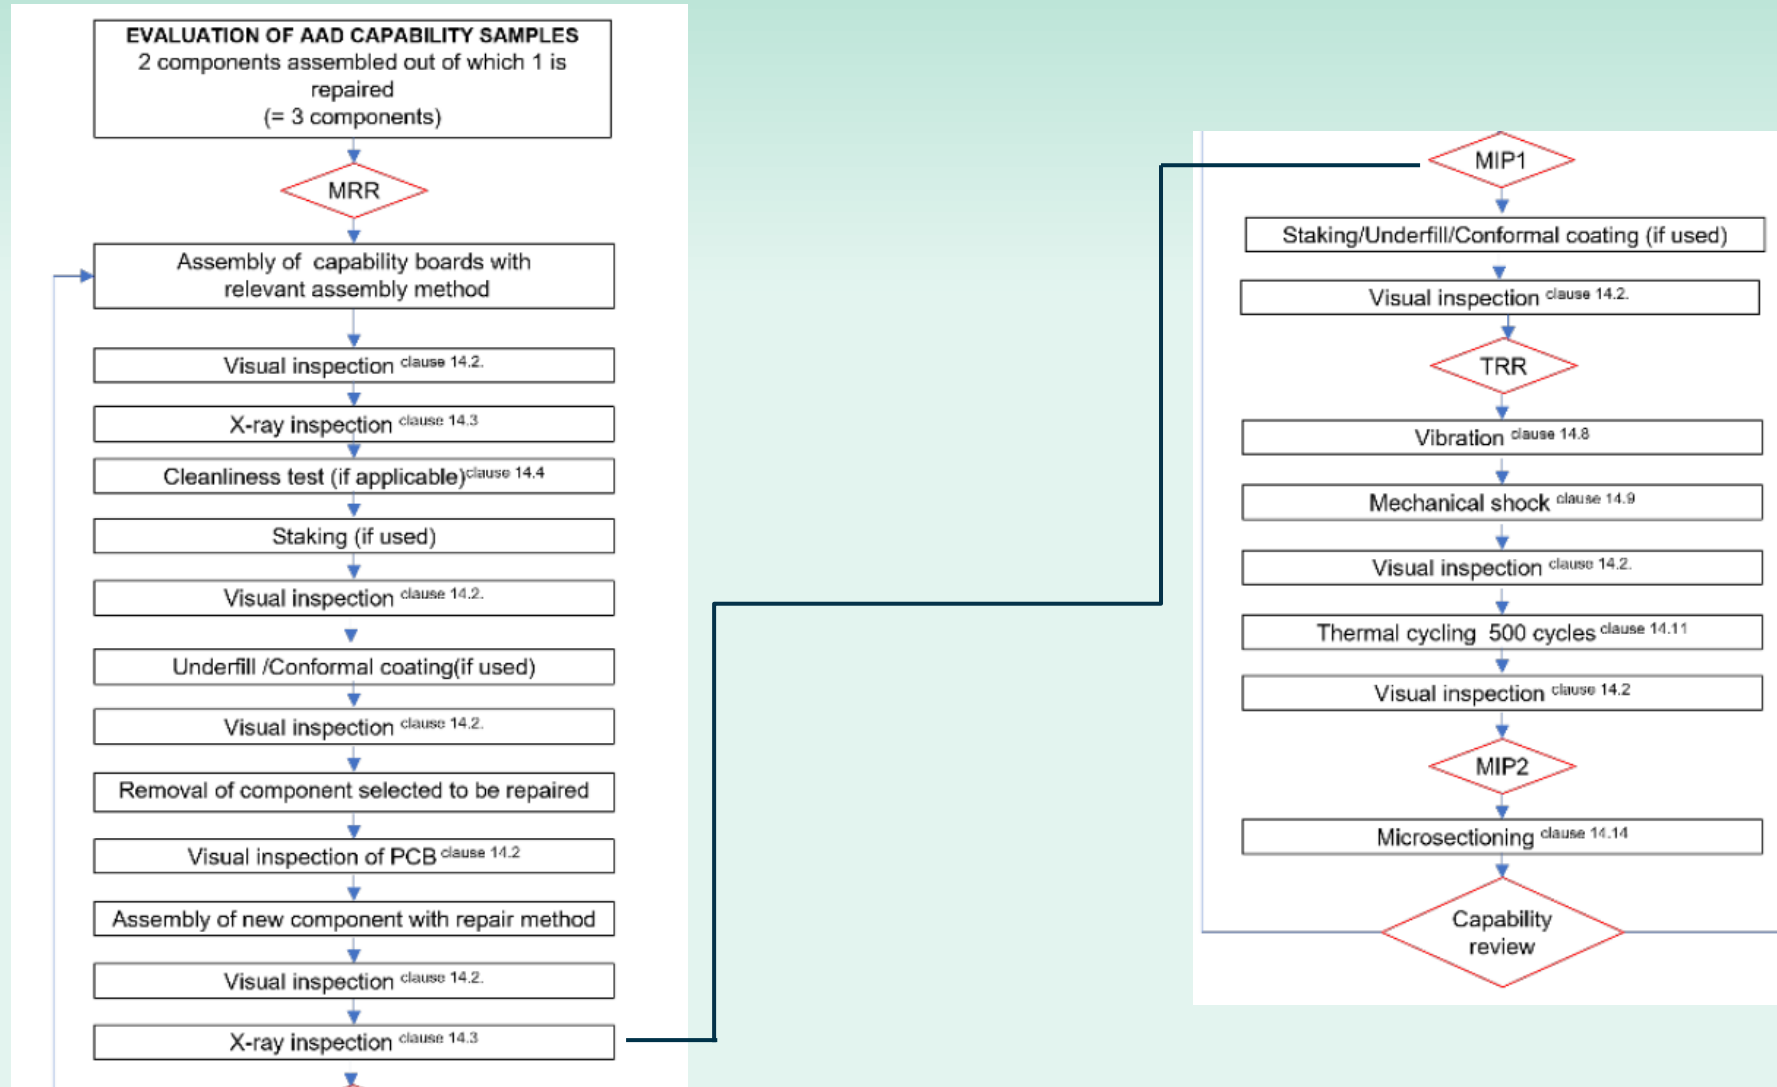 EVALUATION OF AAD CAPABILITY SAMPLES
2 components assembled out of which 1 is
repaired
(= 3 components)
MRR
Assembly of capability boards with
relevant assembly method
Visual inspection clause 14.2.
X-ray inspection clause 14.3
Cleanliness test (if applicable)clause 14.4
Staking (if used)
Visual inspection clause 14.2.
Underfill /Conformal coating(if used)
Visual inspection clause 14.2.
Removal of component selected to be repaired
Visual inspection of PCB clause 14.2
Assembly of new component with repair method
Visual inspection clause 14.2.
X-ray inspection clause 14.3
MIP1
Staking/Underfill/Conformal coating (if used)
Visual inspection clause 14.2.
TRR
Vibration clause 14.8
Mechanical shock clause 14.9
Visual inspection clause 14.2.
Thermal cycling 500 cycles clause 14.11
Visual inspection clause 14.2
MIP2
Microsectioning clause 14.14
Capability
review